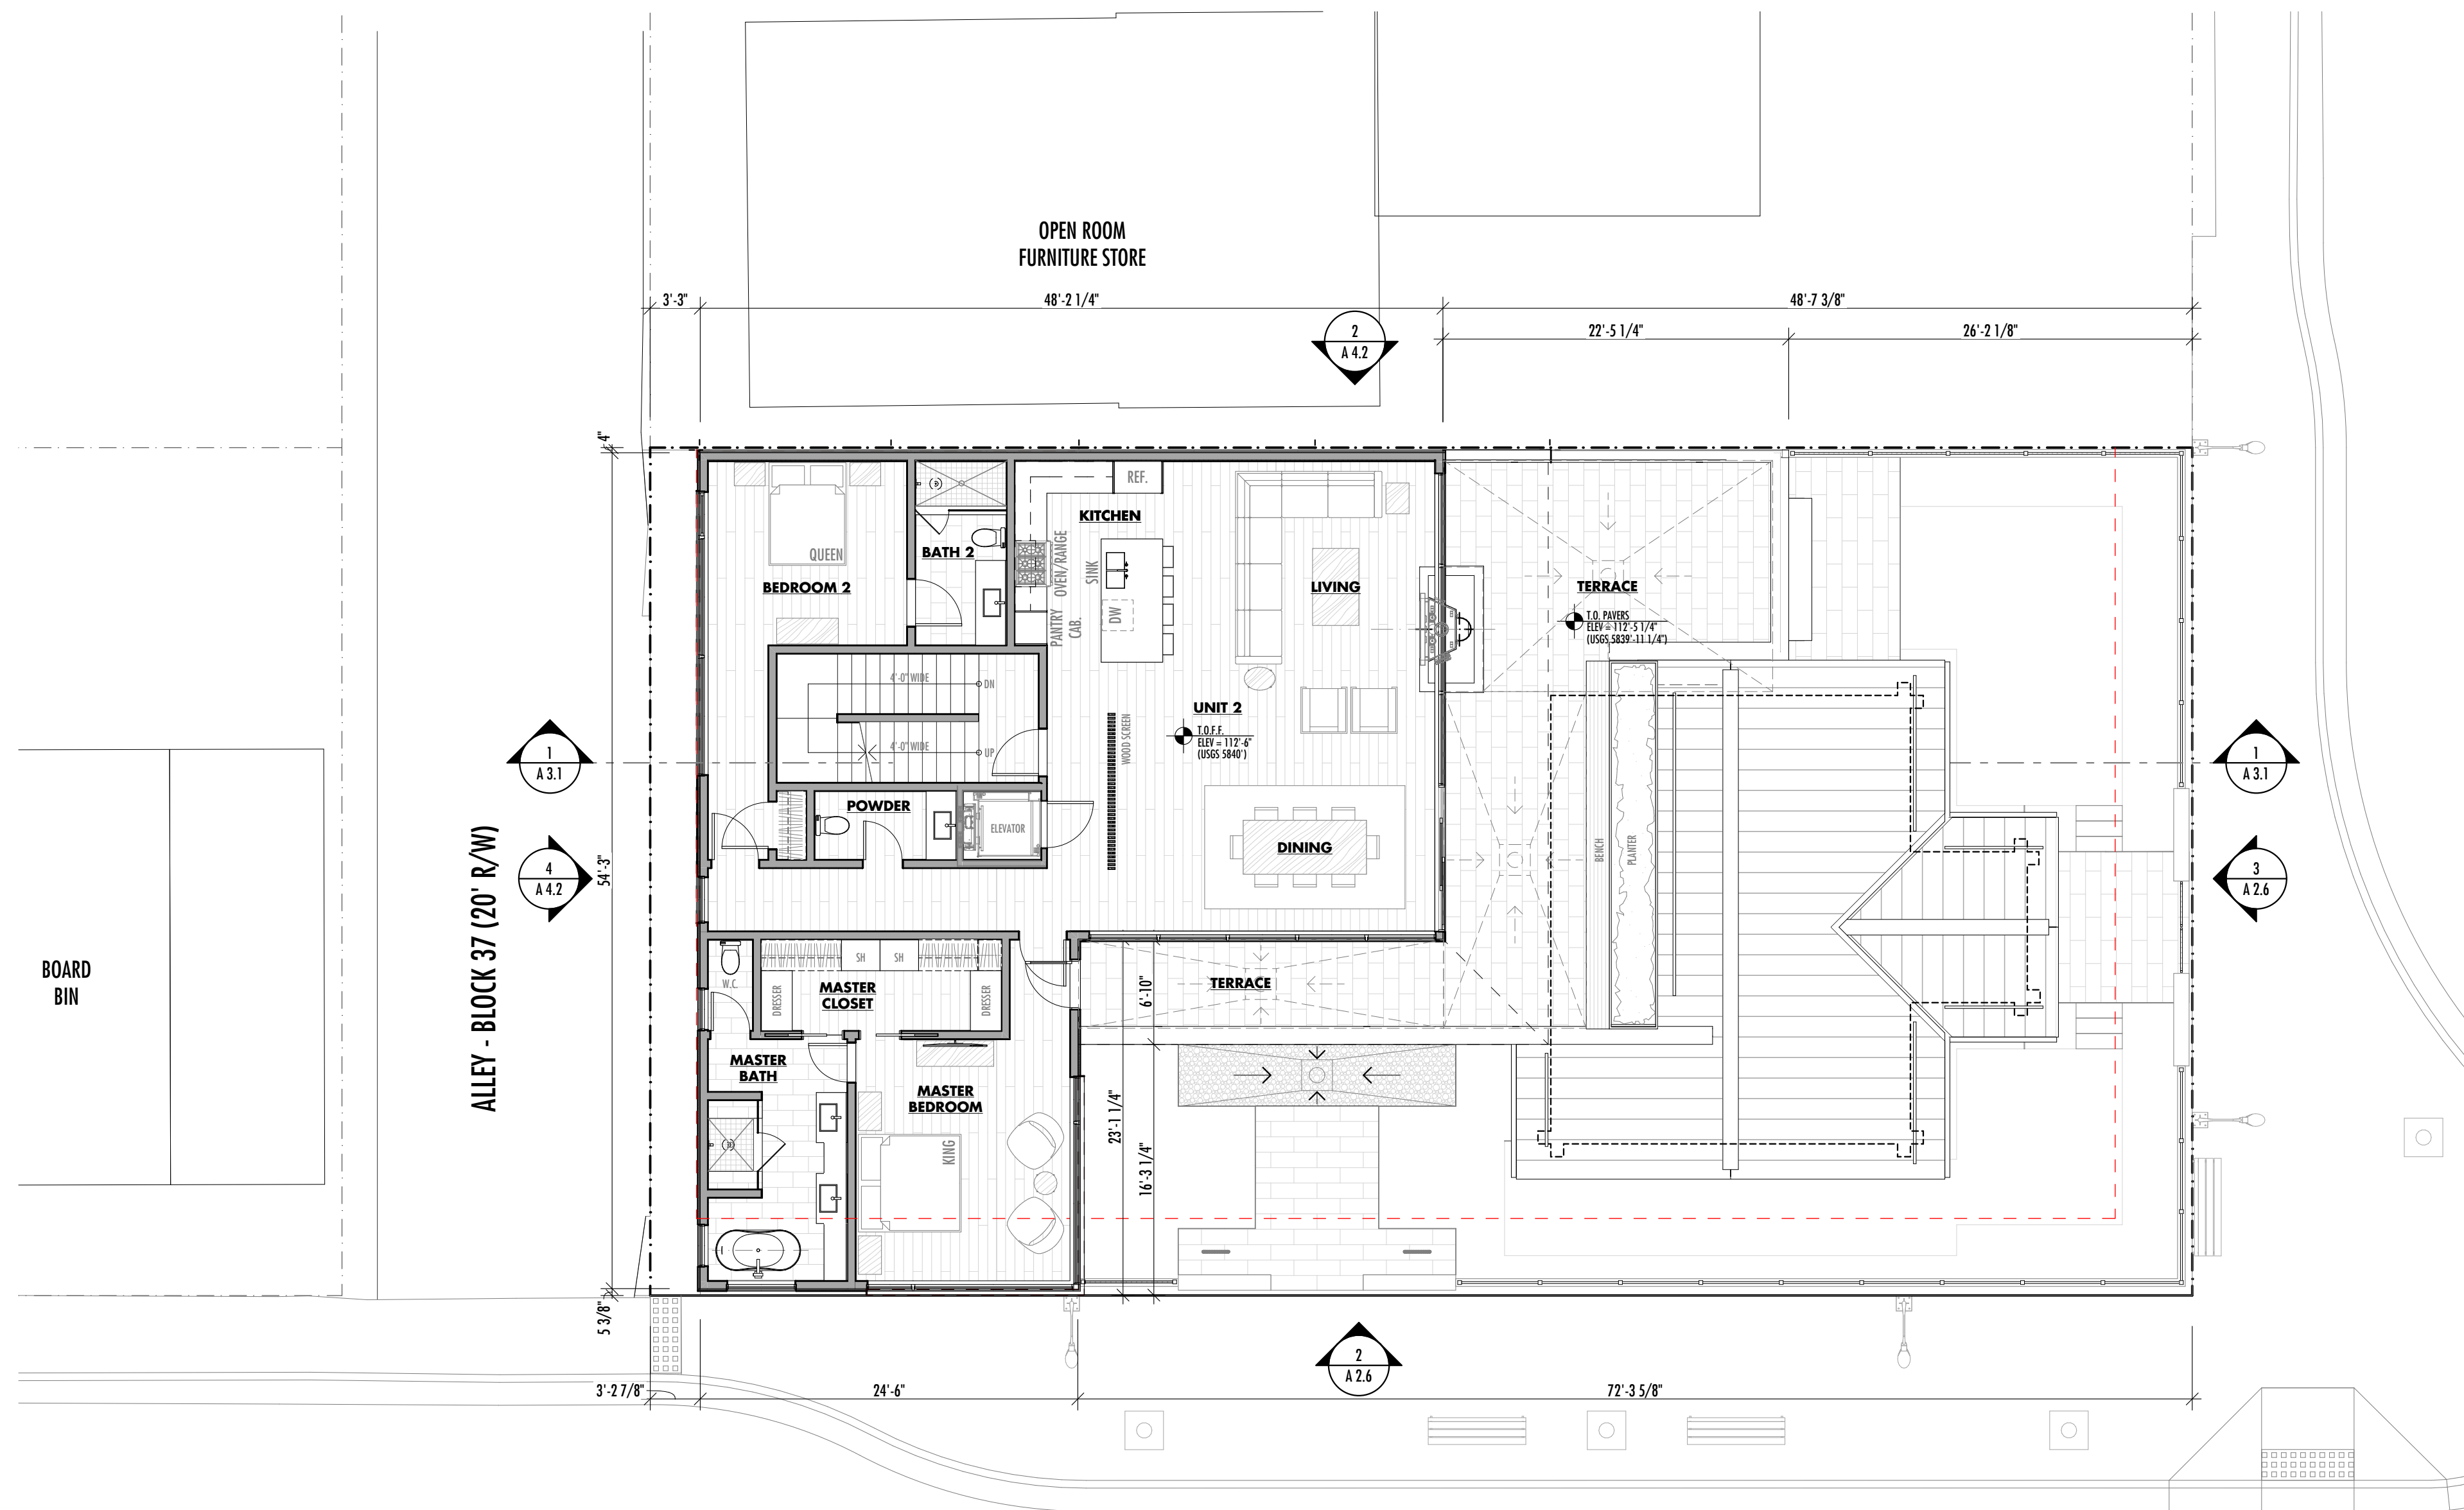 OPEN ROOM
FURNITURE STORE
3'-3"
48'-2 1/4"
48'-7 3/8"
22'-5 1/4"
26'-2 1/8"
2
A 4.2
4"
REF.
KITCHEN
QUEEN
BATH 2
BEDROOM 2
OVEN/RANGE
SINK
DW
PANTRY
CAB.
LIVING
TERRACE
T.O. PAVERS
ELEV = 112'-5 1/4"
(USGS 5839'-11 1/4")
4'-0" WIDE
DN
4'-0" WIDE
UP
WOOD SCREEN
UNIT 2
T.O.F.F.
ELEV = 112'-6"
(USGS 5840')
1
A 3.1
1
A 3.1
POWDER
ELEVATOR
DINING
BENCH
PLANTER
4
A 4.2
54'-3"
3
A 2.6
ALLEY - BLOCK 37 (20' R/W)
BOARD
BIN
W.C.
SH
SH
DRESSER
MASTER
CLOSET
DRESSER
TERRACE
6'-10"
MASTER
BATH
MASTER
BEDROOM
KING
23'-1 1/4"
16'-3 1/4"
5 3/8"
2
A 2.6
3'-2 7/8"
24'-6"
72'-3 5/8"